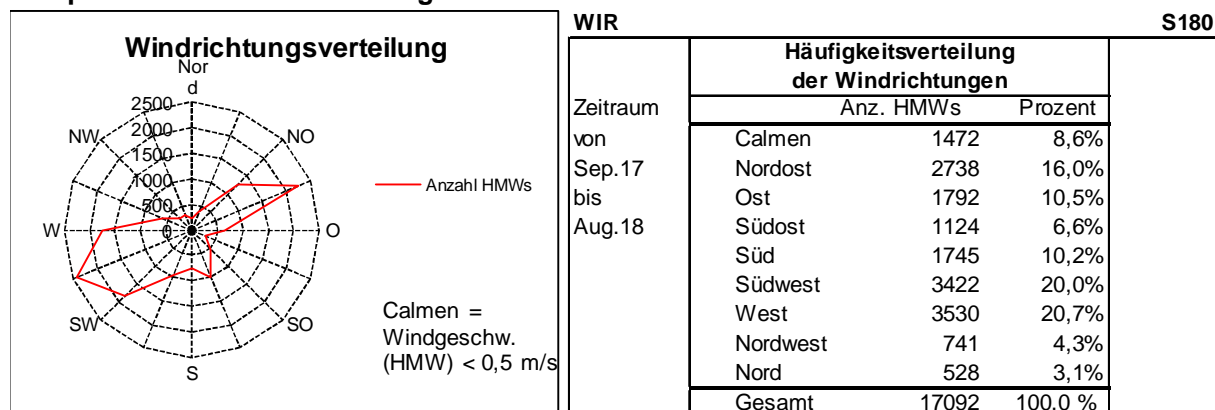 WIR S180
Windrichtungsverteilung
Nor
d
2500
2000
1500
1000
500
0
NW
NO
W
O
SW
SO
S
Anzahl HMWs
Calmen =
Windgeschw.
(HMW) < 0,5 m/s
Häufigkeitsverteilung
der Windrichtungen
Zeitraum Anz. HMWs Prozent
von Calmen 1472 8,6%
Sep.17 Nordost 2738 16,0%
bis Ost 1792 10,5%
Aug.18 Südost 1124 6,6%
Süd 1745 10,2%
Südwest 3422 20,0%
West 3530 20,7%
Nordwest 741 4,3%
Nord 528 3,1%
Gesamt 17092 100,0 %